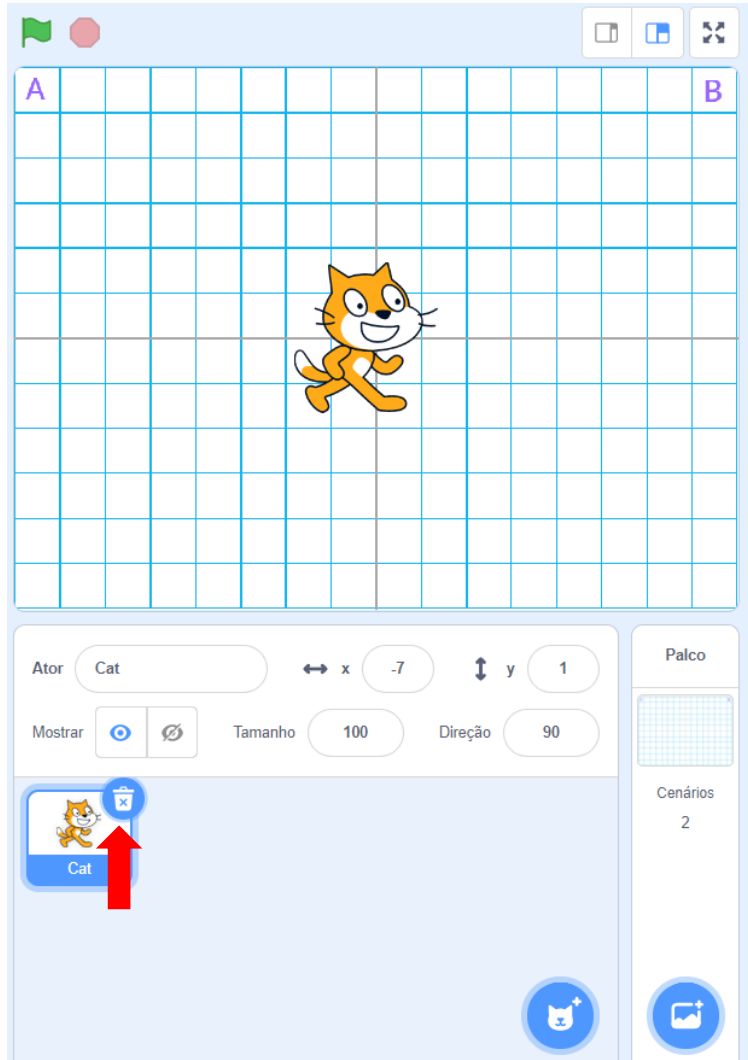 A B
Ator Cat x -7 y 1
Mostrar Tamanho 100 Direção 90
Cat
Palco
Cenários
2